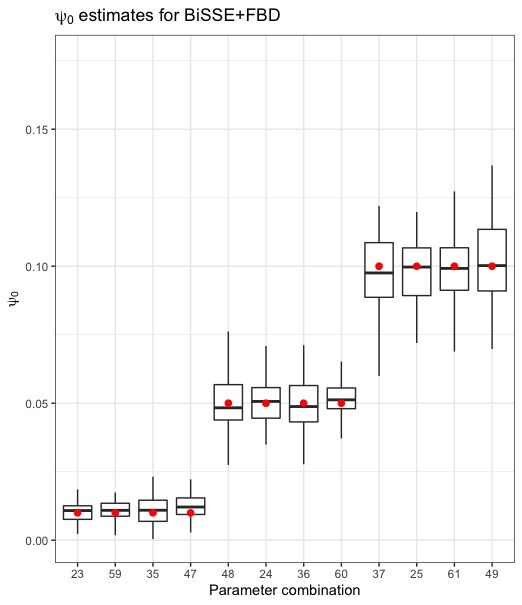 ψ₀ estimates for BiSSE+FBD
0.15
0.10
ψ₀
0.05
0.00
23 59 35 47 48 24 36 60 37 25 61 49
Parameter combination